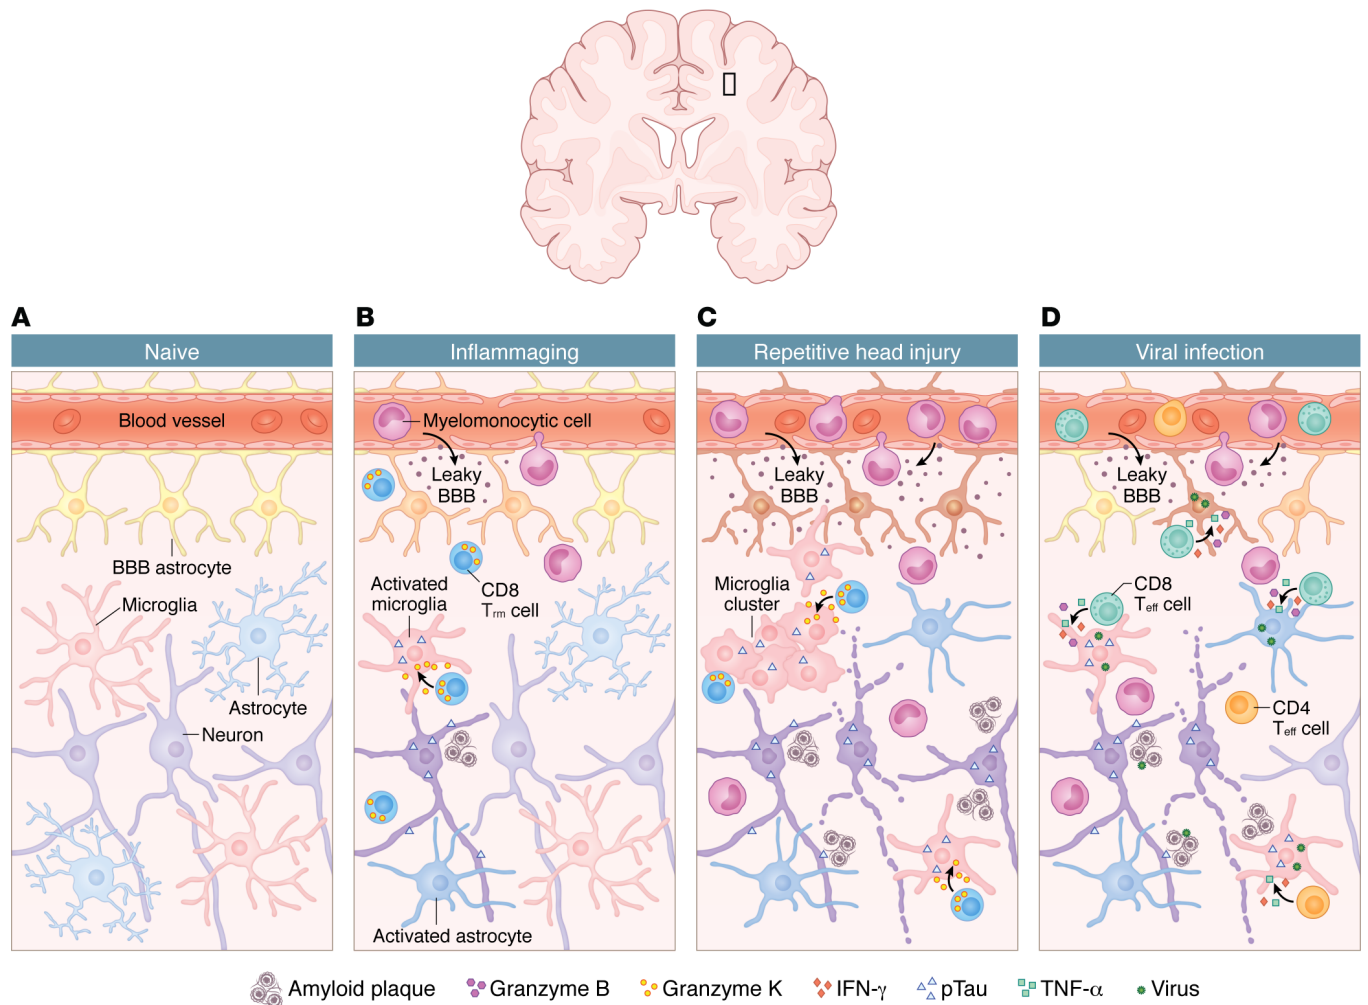 A
Naive
Blood vessel
BBB astrocyte
Microglia
Astrocyte
Neuron
B
Inflammaging
Myelomonocytic cell
Leaky
BBB
CD8
Trm cell
Activated
microglia
Activated astrocyte
C
Repetitive head injury
Leaky
BBB
Microglia
cluster
D
Viral infection
Leaky
BBB
CD8
Teff cell
CD4
Teff cell
Amyloid plaque
Granzyme B
Granzyme K
IFN-γ
pTau
TNF-α
Virus